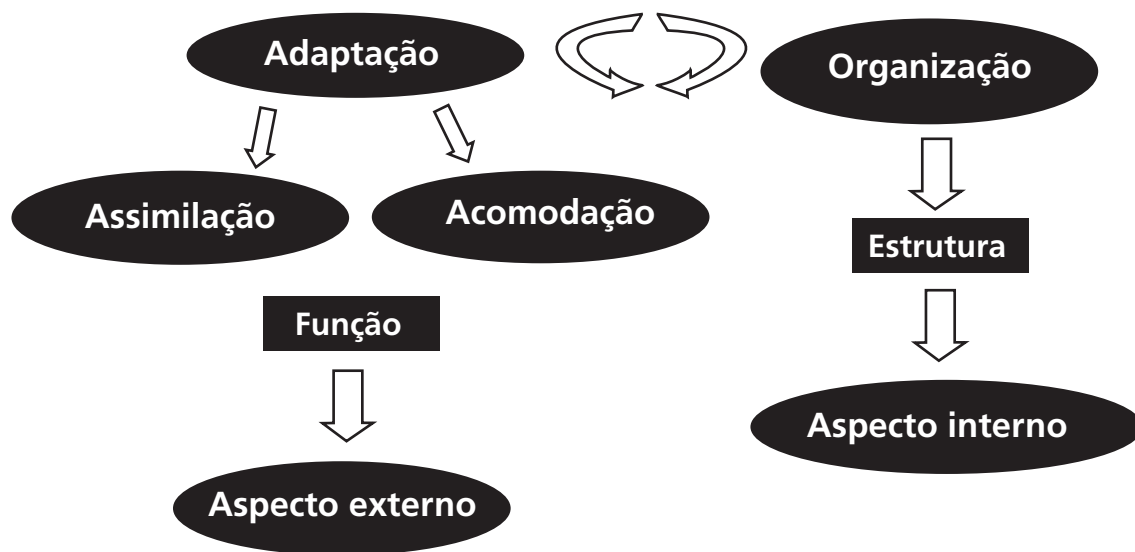 Adaptação
Organização
Assimilação
Acomodação
Estrutura
Função
Aspecto interno
Aspecto externo